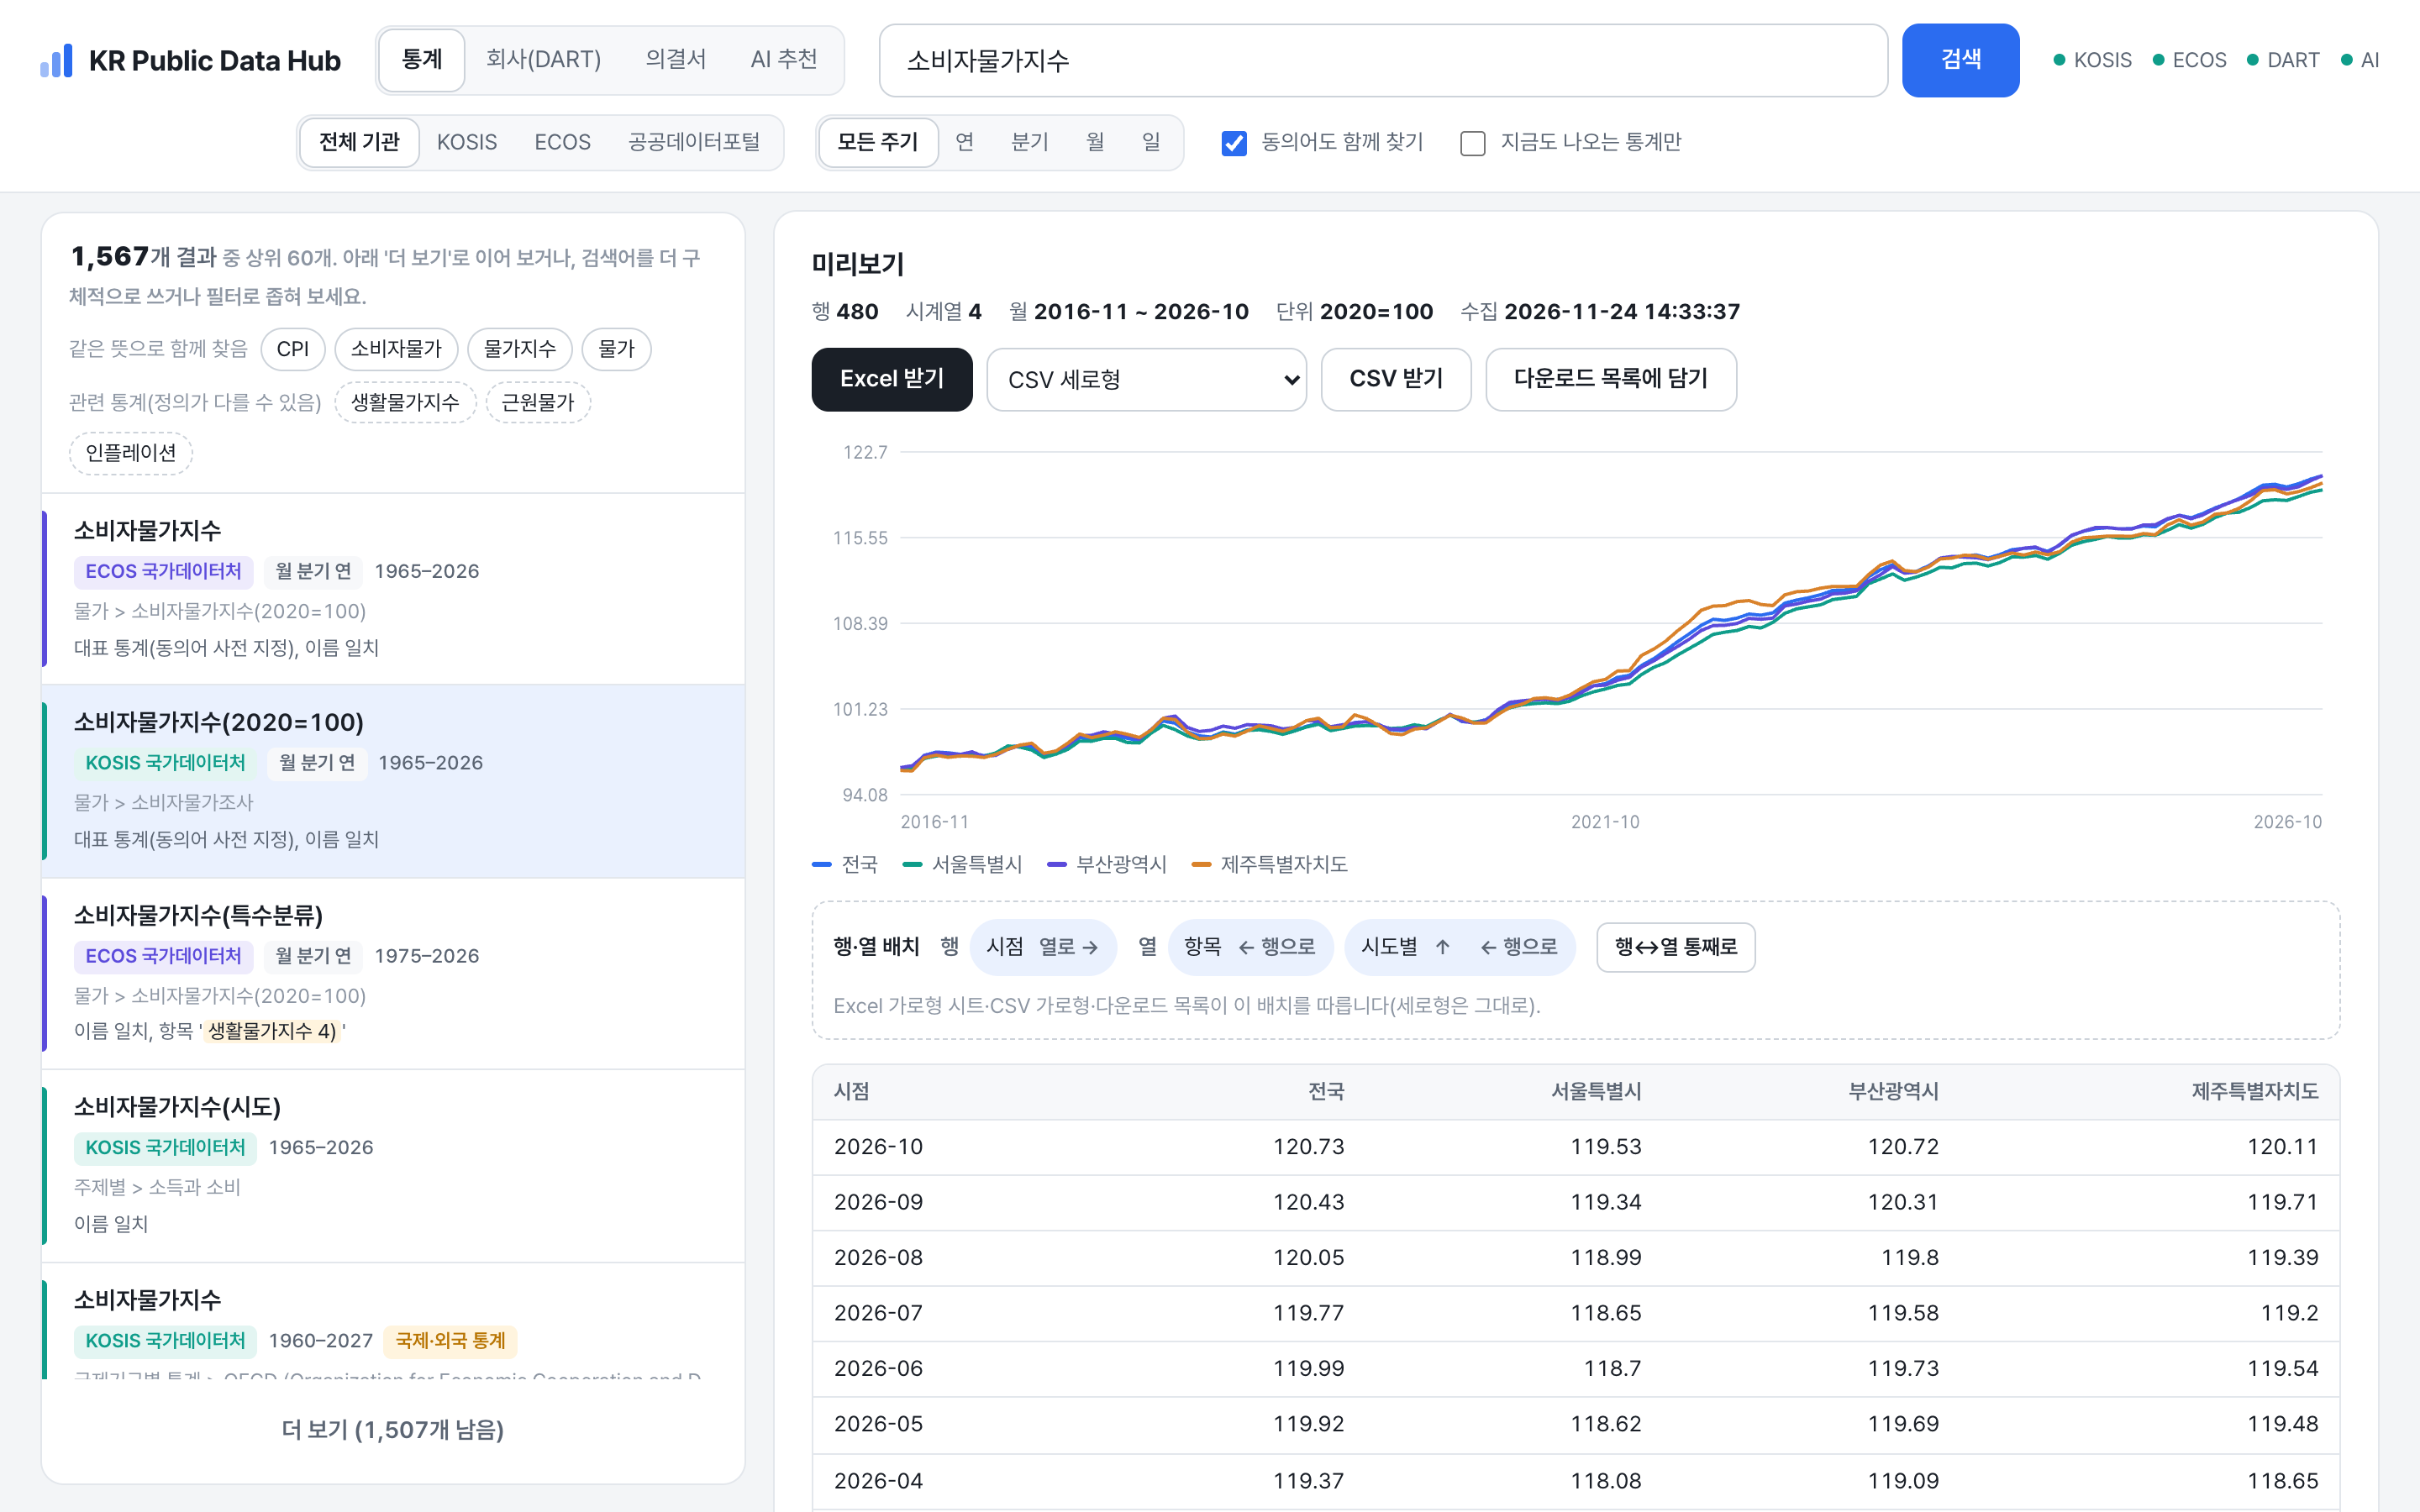 KR Public Data Hub
통계 회사(DART) 의결서 AI 추천
소비자물가지수
검색
KOSIS ECOS DART AI
전체 기관 KOSIS ECOS 공공데이터포털
모든 주기 연 분기 월 일
동의어도 함께 찾기
지금도 나오는 통계만
1,567개 결과 중 상위 60개. 아래 '더 보기'로 이어 보거나, 검색어를 더 구
체적으로 쓰거나 필터로 좁혀 보세요.
같은 뜻으로 함께 찾음 CPI 소비자물가 물가지수 물가
관련 통계(정의가 다를 수 있음) 생활물가지수 근원물가
인플레이션
소비자물가지수
ECOS 국가데이터처 월 분기 연 1965–2026
물가 > 소비자물가지수(2020=100)
대표 통계(동의어 사전 지정), 이름 일치
소비자물가지수(2020=100)
KOSIS 국가데이터처 월 분기 연 1965–2026
물가 > 소비자물가조사
대표 통계(동의어 사전 지정), 이름 일치
소비자물가지수(특수분류)
ECOS 국가데이터처 월 분기 연 1975–2026
물가 > 소비자물가지수(2020=100)
이름 일치, 항목 '생활물가지수 4)'
소비자물가지수(시도)
KOSIS 국가데이터처 1965–2026
주제별 > 소득과 소비
이름 일치
소비자물가지수
KOSIS 국가데이터처 1960–2027 국제·외국 통계
국제기구별 통계 > OECD (Organization for Economic Cooperation and D
더 보기 (1,507개 남음)
미리보기
행 480 시계열 4 월 2016-11 ~ 2026-10 단위 2020=100 수집 2026-11-24 14:33:37
Excel 받기 CSV 세로형 CSV 받기 다운로드 목록에 담기
122.7
115.55
108.39
101.23
94.08
2016-11 2021-10 2026-10
전국 서울특별시 부산광역시 제주특별자치도
행·열 배치 행 시점 열로 → 열 항목 ← 행으로 시도별 ↑ ← 행으로 행↔열 통째로
Excel 가로형 시트·CSV 가로형·다운로드 목록이 이 배치를 따릅니다(세로형은 그대로).
시점 전국 서울특별시 부산광역시 제주특별자치도
2026-10 120.73 119.53 120.72 120.11
2026-09 120.43 119.34 120.31 119.71
2026-08 120.05 118.99 119.8 119.39
2026-07 119.77 118.65 119.58 119.2
2026-06 119.99 118.7 119.73 119.54
2026-05 119.92 118.62 119.69 119.48
2026-04 119.37 118.08 119.09 118.65